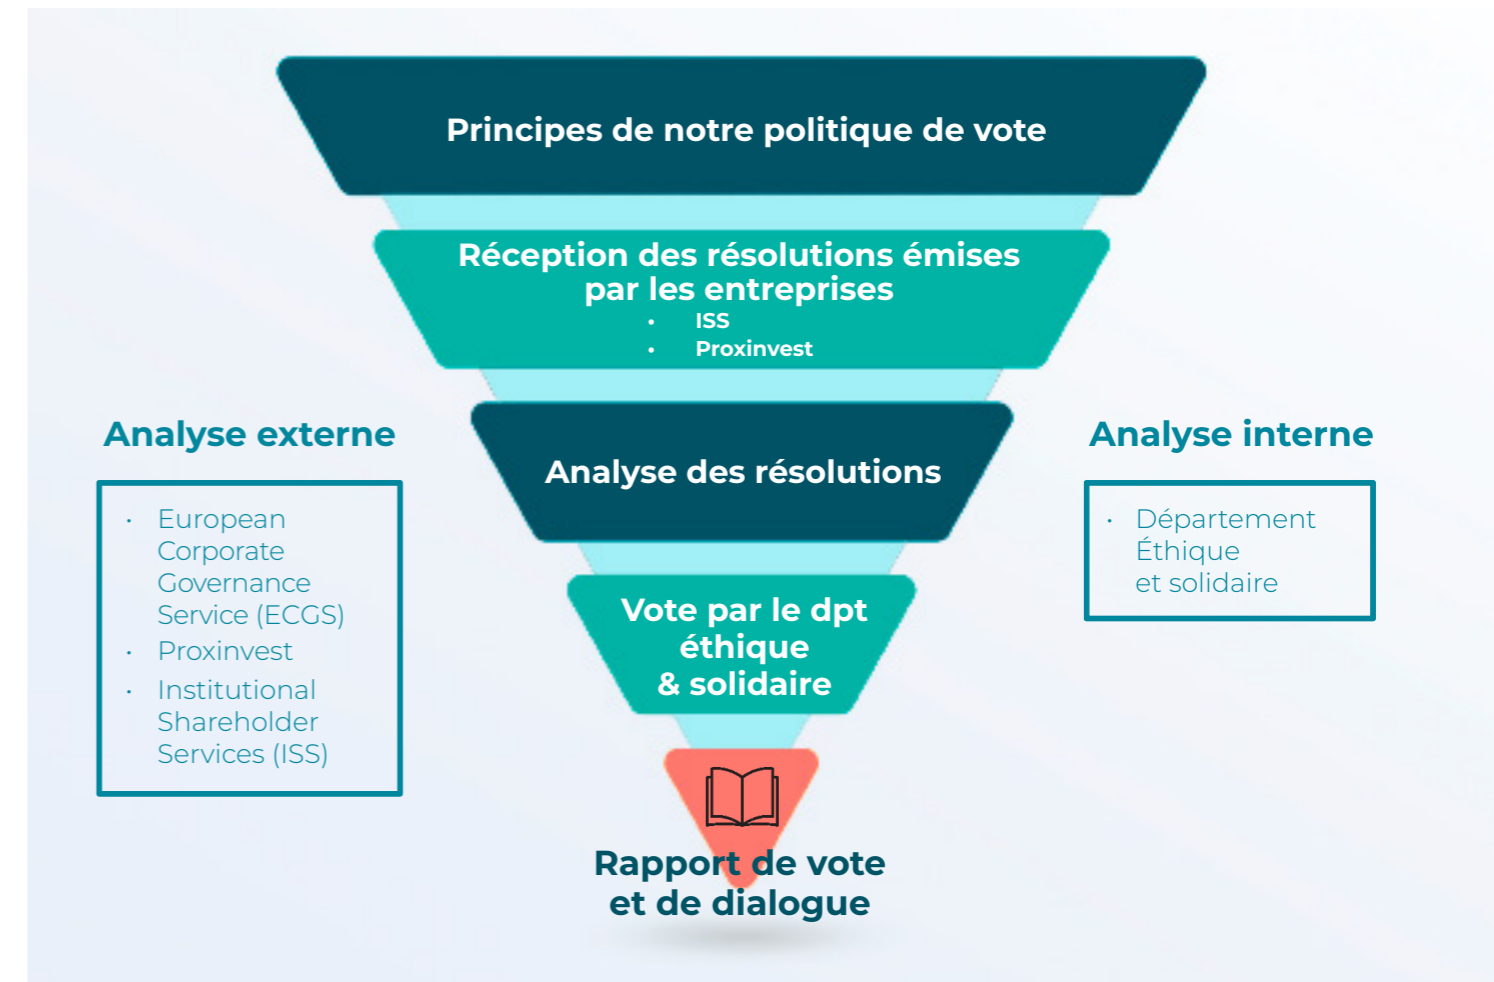 Principes de notre politique de vote
Réception des résolutions émises
par les entreprises
• ISS
• Proxinvest
Analyse des résolutions
Analyse externe
• European
Corporate
Governance
Service (ECGS)
• Proxinvest
• Institutional
Shareholder
Services (ISS)
Analyse interne
• Département
Éthique
et solidaire
Vote par le dpt
éthique
& solidaire
Rapport de vote
et de dialogue